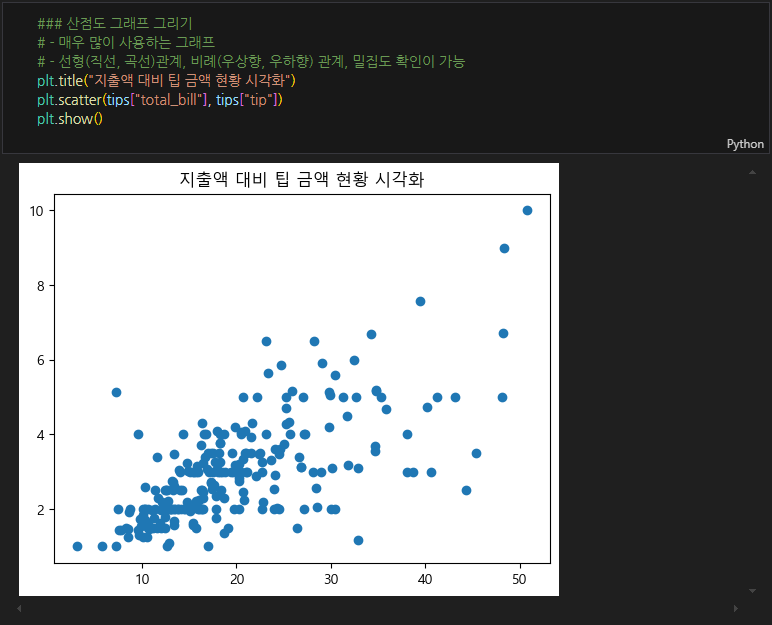 ### 산점도 그래프 그리기
# - 매우 많이 사용하는 그래프
# - 선형(직선, 곡선)관계, 비례(우상향, 우하향) 관계, 밀집도 확인이 가능
plt.title("지출액 대비 팁 금액 현황 시각화")
plt.scatter(tips["total_bill"], tips["tip"])
plt.show()
Python
지출액 대비 팁 금액 현황 시각화
10
8
6
4
2
10 20 30 40 50